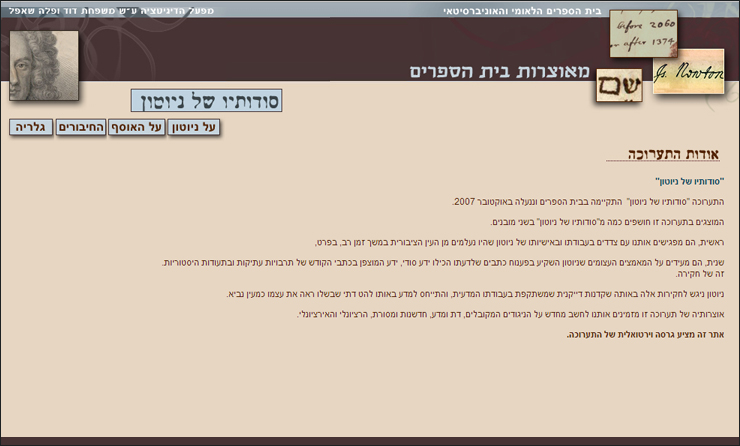 בית הספרים הלאומי והאוניברסיטאי
מפעל הדיגיטציה ע״ש משפחת דוד ופלה שאפל
before 2060
or after 1374
Is. Newton
שם
מאוצרות בית הספרים
סודותיו של ניוטון
על ניוטון
על האוסף
החיבורים
גלריה
אודות התערוכה
"סודותיו של ניוטון"
התערוכה "סודותיו של ניוטון" התקיימה בבית הספרים וננעלה באוקטובר 2007.
המוצגים בתערוכה זו חושפים כמה מ"סודותיו של ניוטון" בשני מובנים.
ראשית, הם מפגישים אותנו עם צדדים בעבודתו ובאישיותו של ניוטון שהיו נעלמים מן העין הציבורית במשך זמן רב, בפרט,
שנית, הם מעידים על המאמצים העצומים שניוטון השקיע בפענוח כתבים שלדעתו הכילו ידע סודי, ידע המוצפן בכתבי הקודש של תרבויות עתיקות ובתעודות היסטוריות.
זה של חקירה.
ניוטון ניגש לחקירות אלה באותה שקדנות דייקנית שמשתקפת בעבודתו המדעית, והתייחס למדע באותו להט דתי שבשלו ראה את עצמו כמעין נביא.
אוצרותיה של תערוכה זו מזמינים אותנו לחשב מחדש על הניגודים המקובלים, דת ומדע, חדשנות ומסורת, הרציונלי והאירציונלי.
אתר זה מציע גרסה וירטואלית של התערוכה.